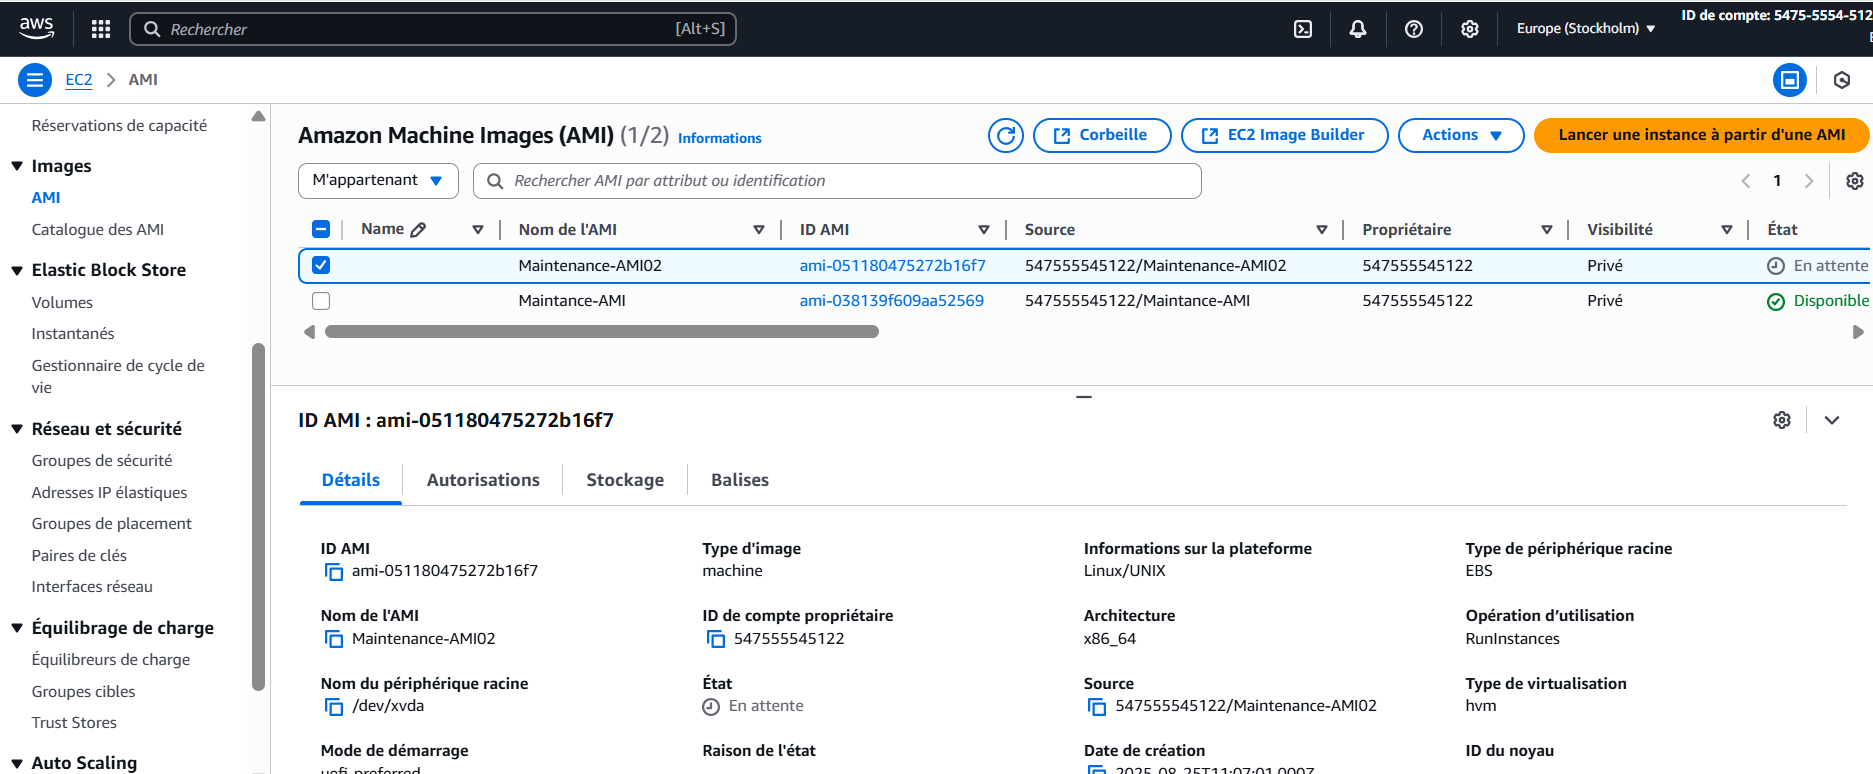 aws
Rechercher [Alt+S]
Europe (Stockholm)
ID de compte: 5475-5554-512
EC2 > AMI
Réservations de capacité
Images
AMI
Catalogue des AMI
Elastic Block Store
Volumes
Instantanés
Gestionnaire de cycle de
vie
Réseau et sécurité
Groupes de sécurité
Adresses IP élastiques
Groupes de placement
Paires de clés
Interfaces réseau
Équilibrage de charge
Équilibreurs de charge
Groupes cibles
Trust Stores
Auto Scaling
Amazon Machine Images (AMI) (1/2) Informations
Corbeille
EC2 Image Builder
Actions
Lancer une instance à partir d'une AMI
M'appartenant
Rechercher AMI par attribut ou identification
1
Name Nom de l'AMI ID AMI Source Propriétaire Visibilité État
Maintenance-AMI02 ami-051180475272b16f7 547555545122/Maintenance-AMI02 547555545122 Privé En attente
Maintance-AMI ami-038139f609aa52569 547555545122/Maintance-AMI 547555545122 Privé Disponible
ID AMI : ami-051180475272b16f7
Détails Autorisations Stockage Balises
ID AMI Type d'image Informations sur la plateforme Type de périphérique racine
ami-051180475272b16f7 machine Linux/UNIX EBS
Nom de l'AMI ID de compte propriétaire Architecture Opération d’utilisation
Maintenance-AMI02 547555545122 x86_64 RunInstances
Nom du périphérique racine État Source Type de virtualisation
/dev/xvda En attente 547555545122/Maintenance-AMI02 hvm
Mode de démarrage Raison de l'état Date de création ID du noyau
uefi-preferred 2025-08-25T11:07:01.000Z